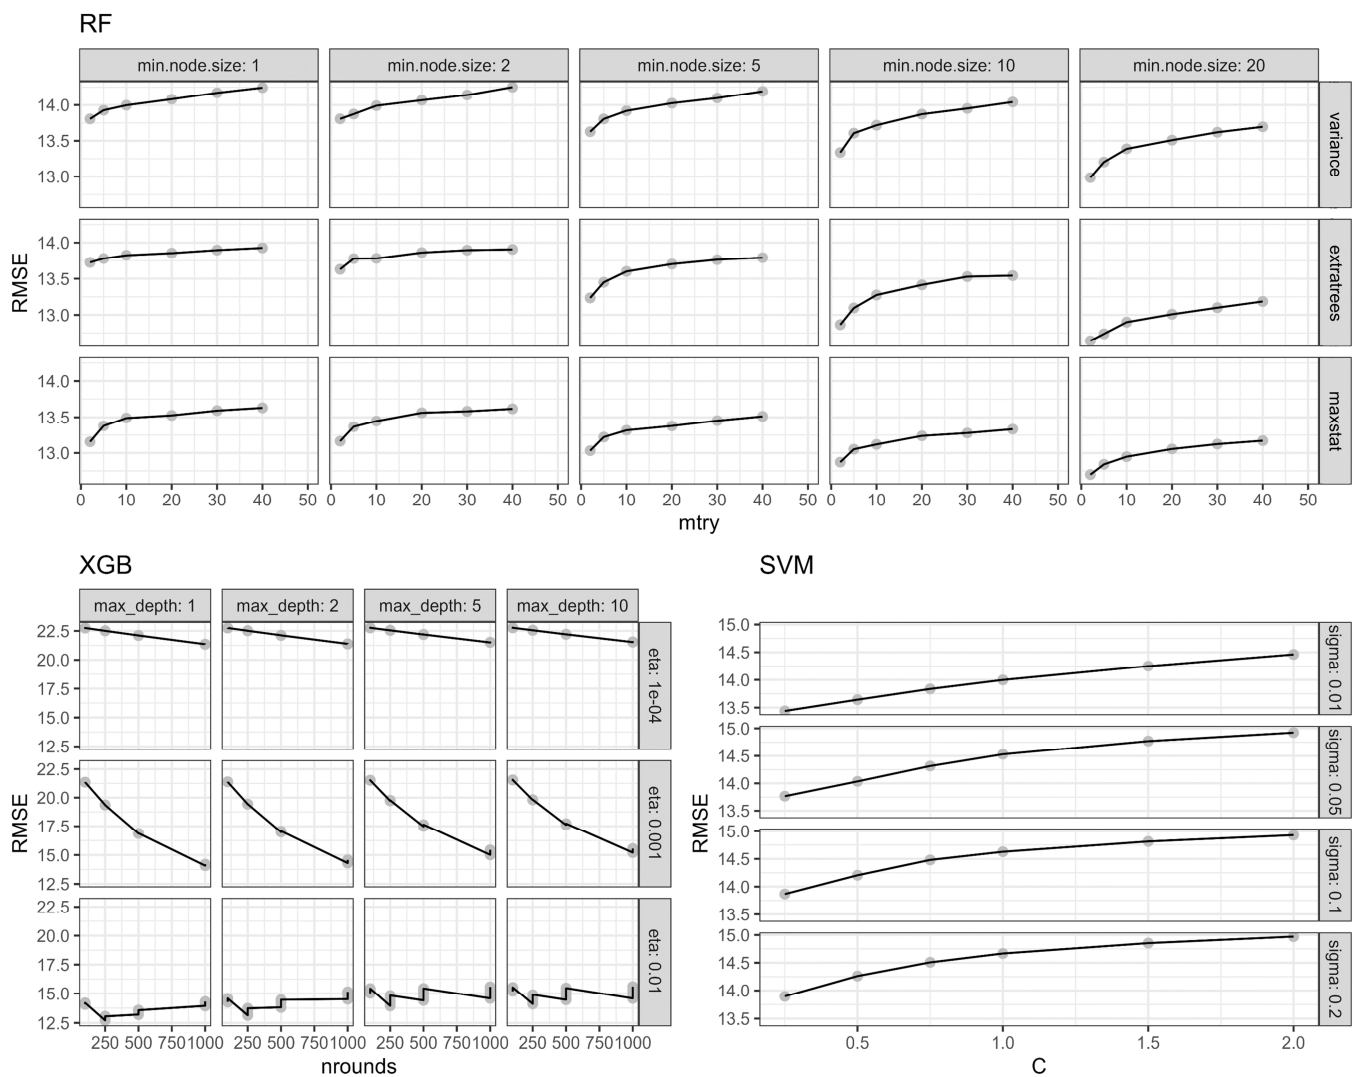 RF
min.node.size: 1 min.node.size: 2 min.node.size: 5 min.node.size: 10 min.node.size: 20
14.0
13.5
13.0
variance
14.0
13.5
13.0
extratrees
14.0
13.5
13.0
maxstat
RMSE
0 10 20 30 40 50 0 10 20 30 40 50 0 10 20 30 40 50 0 10 20 30 40 50 0 10 20 30 40 50
mtry
XGB
max_depth: 1 max_depth: 2 max_depth: 5 max_depth: 10
22.5
20.0
17.5
15.0
12.5
eta: 1e-04
22.5
20.0
17.5
15.0
12.5
eta: 0.001
22.5
20.0
17.5
15.0
12.5
eta: 0.01
RMSE
250 500 7501000 250 500 7501000 250 500 7501000 250 500 7501000
nrounds
SVM
15.0
14.5
14.0
13.5
sigma: 0.01
15.0
14.5
14.0
13.5
sigma: 0.05
15.0
14.5
14.0
13.5
sigma: 0.1
15.0
14.5
14.0
13.5
sigma: 0.2
RMSE
0.5 1.0 1.5 2.0
C